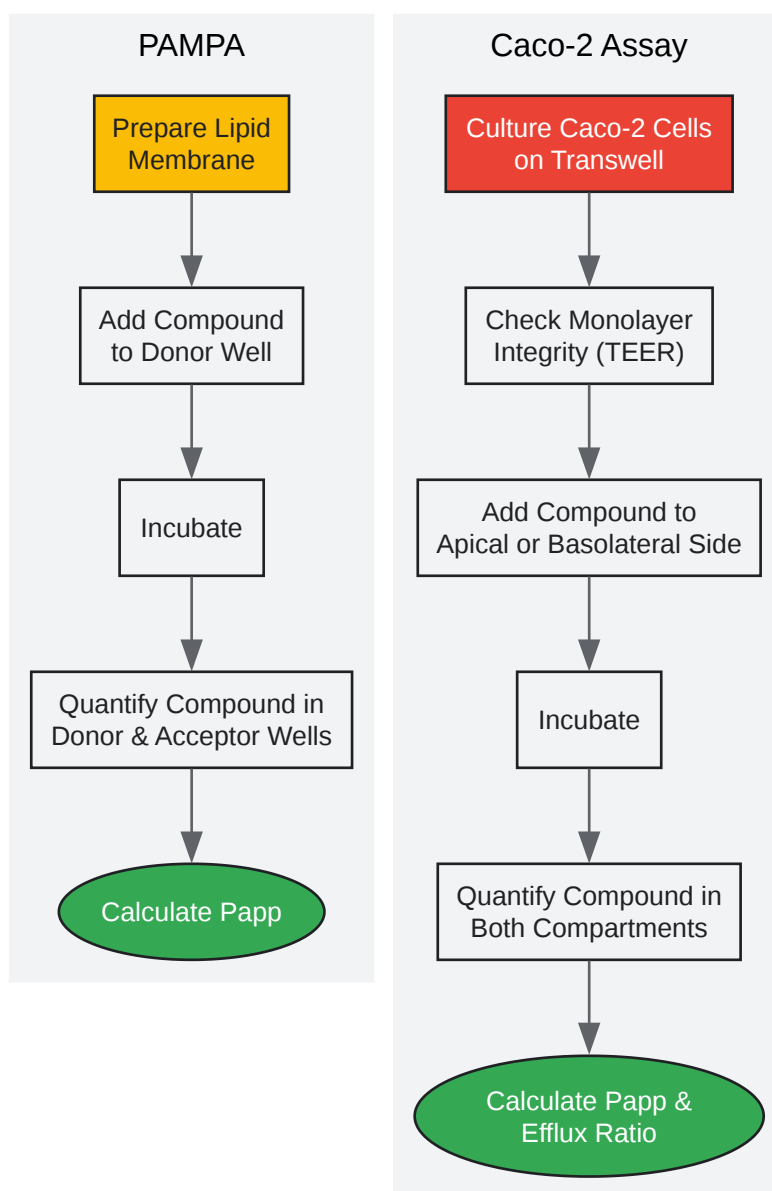 PAMPA
Prepare Lipid
Membrane
Add Compound
to Donor Well
Incubate
Quantify Compound in
Donor & Acceptor Wells
Calculate Papp
Caco-2 Assay
Culture Caco-2 Cells
on Transwell
Check Monolayer
Integrity (TEER)
Add Compound to
Apical or Basolateral Side
Incubate
Quantify Compound in
Both Compartments
Calculate Papp &
Efflux Ratio